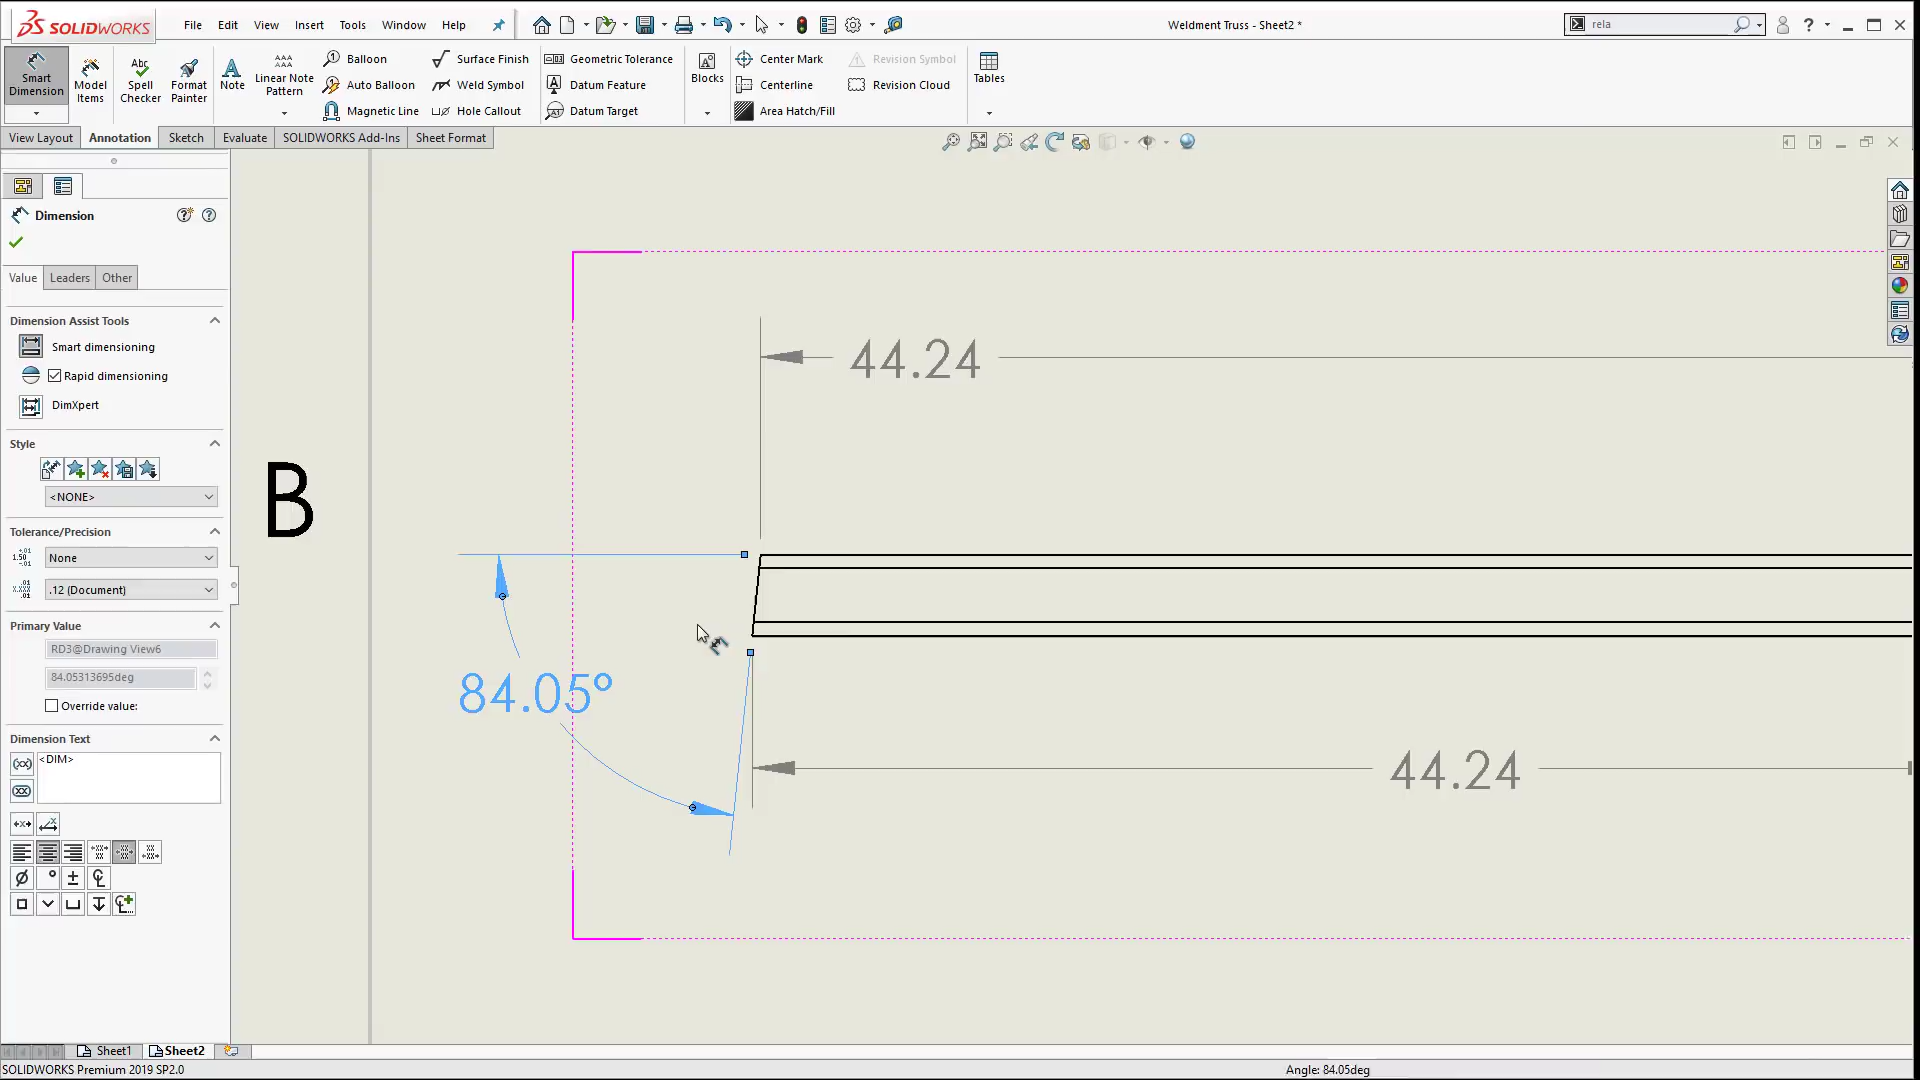 SOLIDWORKS File Edit View Insert Tools Window Help Weldment Truss - Sheet2 * rela ?
Smart Dimension
Model Items
Abc Spell Checker
Format Painter
A Note
AAA AAA Linear Note Pattern
Balloon
Auto Balloon
Magnetic Line
Surface Finish
Weld Symbol
Hole Callout
Geometric Tolerance
Datum Feature
Datum Target
Blocks
Center Mark
Centerline
Area Hatch/Fill
Revision Symbol
Revision Cloud
Tables
View Layout Annotation Sketch Evaluate SOLIDWORKS Add-Ins Sheet Format
Dimension
Value Leaders Other
Dimension Assist Tools
Smart dimensioning
Rapid dimensioning
DimXpert
Style
<NONE>
Tolerance/Precision
None
.12 (Document)
Primary Value
RD3@Drawing View6
84.05313695deg
Override value:
Dimension Text
<DIM>
B
44.24
84.05°
44.24
Sheet1 Sheet2
SOLIDWORKS Premium 2019 SP2.0 Angle: 84.05deg